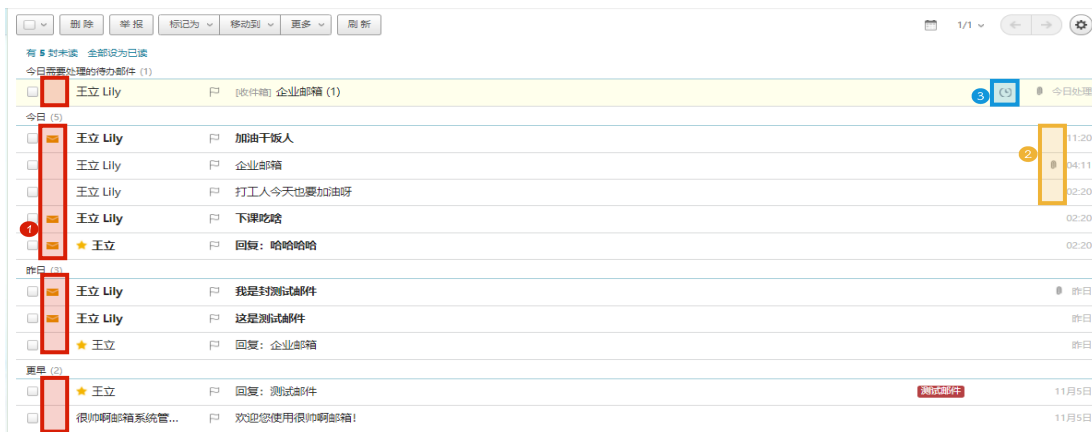 删 除 举 报 标记为 移动到 更多 刷 新 1/1
有 5 封未读 全部设为已读
今日需要处理的待办邮件 (1)
王立 Lily [收件箱] 企业邮箱 (1) 3 今日处理
今日 (5)
王立 Lily 加油干饭人 11:20
2
王立 Lily 企业邮箱 04:11
王立 Lily 打工人今天也要加油呀 02:20
王立 Lily 下课吃啥 02:20
1
王立 回复：哈哈哈哈 02:20
昨日 (3)
王立 Lily 我是封测试邮件 昨日
王立 Lily 这是测试邮件 昨日
王立 回复：企业邮箱 昨日
更早 (2)
王立 回复：测试邮件 测试邮件 11月5日
很帅啊邮箱系统管... 欢迎您使用很帅啊邮箱! 11月5日